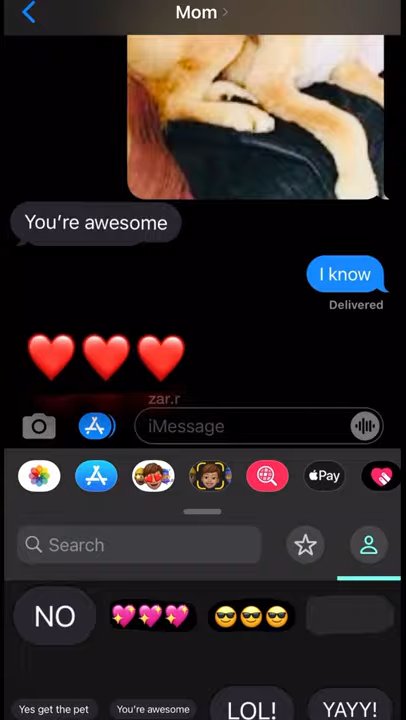 Mom
You're awesome
I know
Delivered
zar.r
iMessage
Pay
Search
NO
Yes get the pet
You're awesome
LOL!
YAYY!